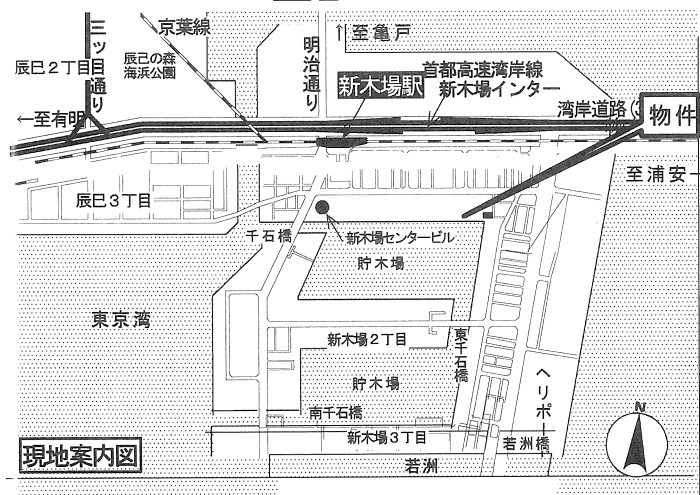 三ッ目通り
京葉線
↑至亀戸
明治通り
辰巳2丁目
辰巳の森
海浜公園
首都高速湾岸線
新木場インター
新木場駅
湾岸道路
物件
←至有明
至浦安
辰巳3丁目
千石橋
新木場センタービル
貯木場
東京湾
新木場2丁目
東千石橋
貯木場
ヘリポート
南千石橋
新木場3丁目
若洲橋
若洲
現地案内図
N